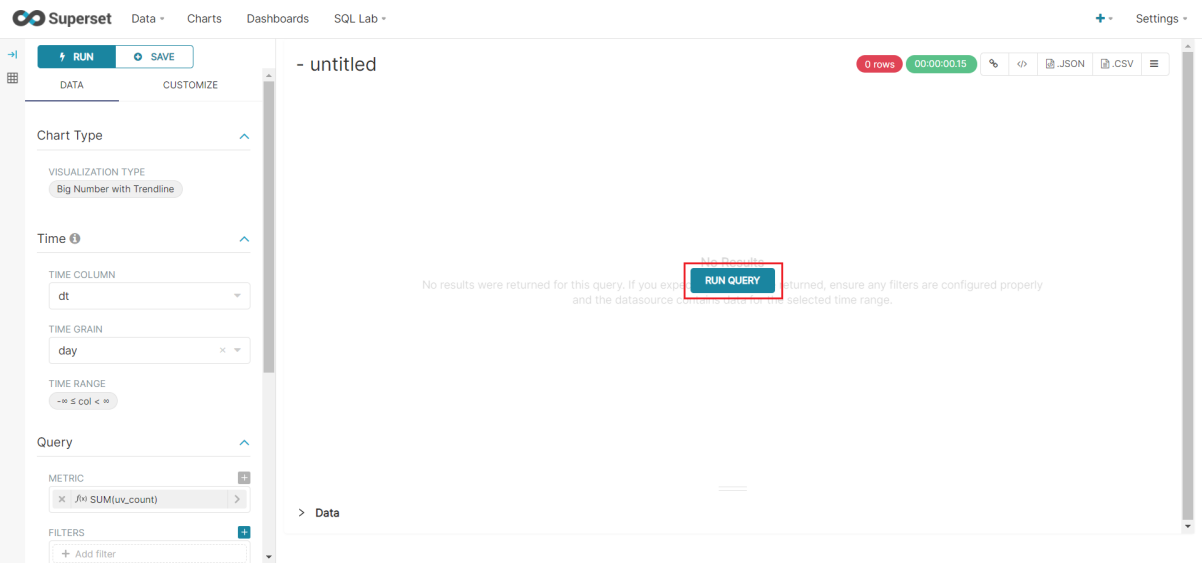 Superset Data Charts Dashboards SQL Lab + Settings
RUN SAVE
DATA CUSTOMIZE
Chart Type
VISUALIZATION TYPE
Big Number with Trendline
Time
TIME COLUMN
dt
TIME GRAIN
day
TIME RANGE
-∞ ≤ col < ∞
Query
METRIC
f(x) SUM(uv_count)
FILTERS
+ Add filter
- untitled
0 rows 00:00:00.15 </> .JSON .CSV
No Results
RUN QUERY
No results were returned for this query. If you expe returned, ensure any filters are configured properly
and the datasource contains data for the selected time range.
> Data